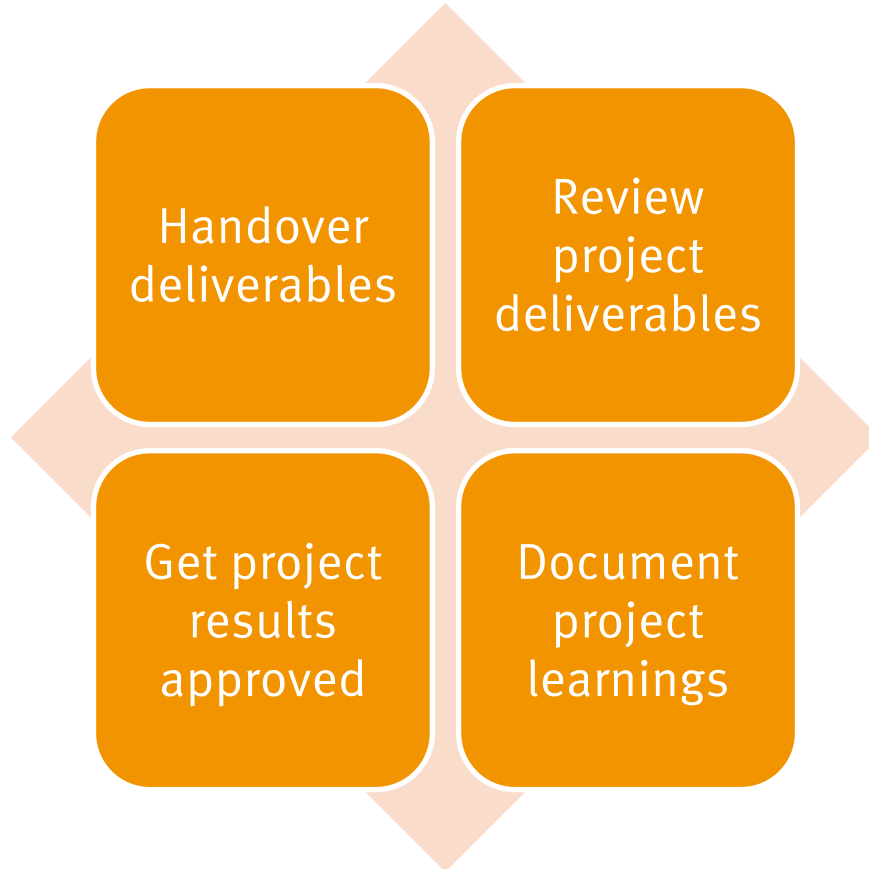 Handover
deliverables
Review
project
deliverables
Get project
results
approved
Document
project
learnings